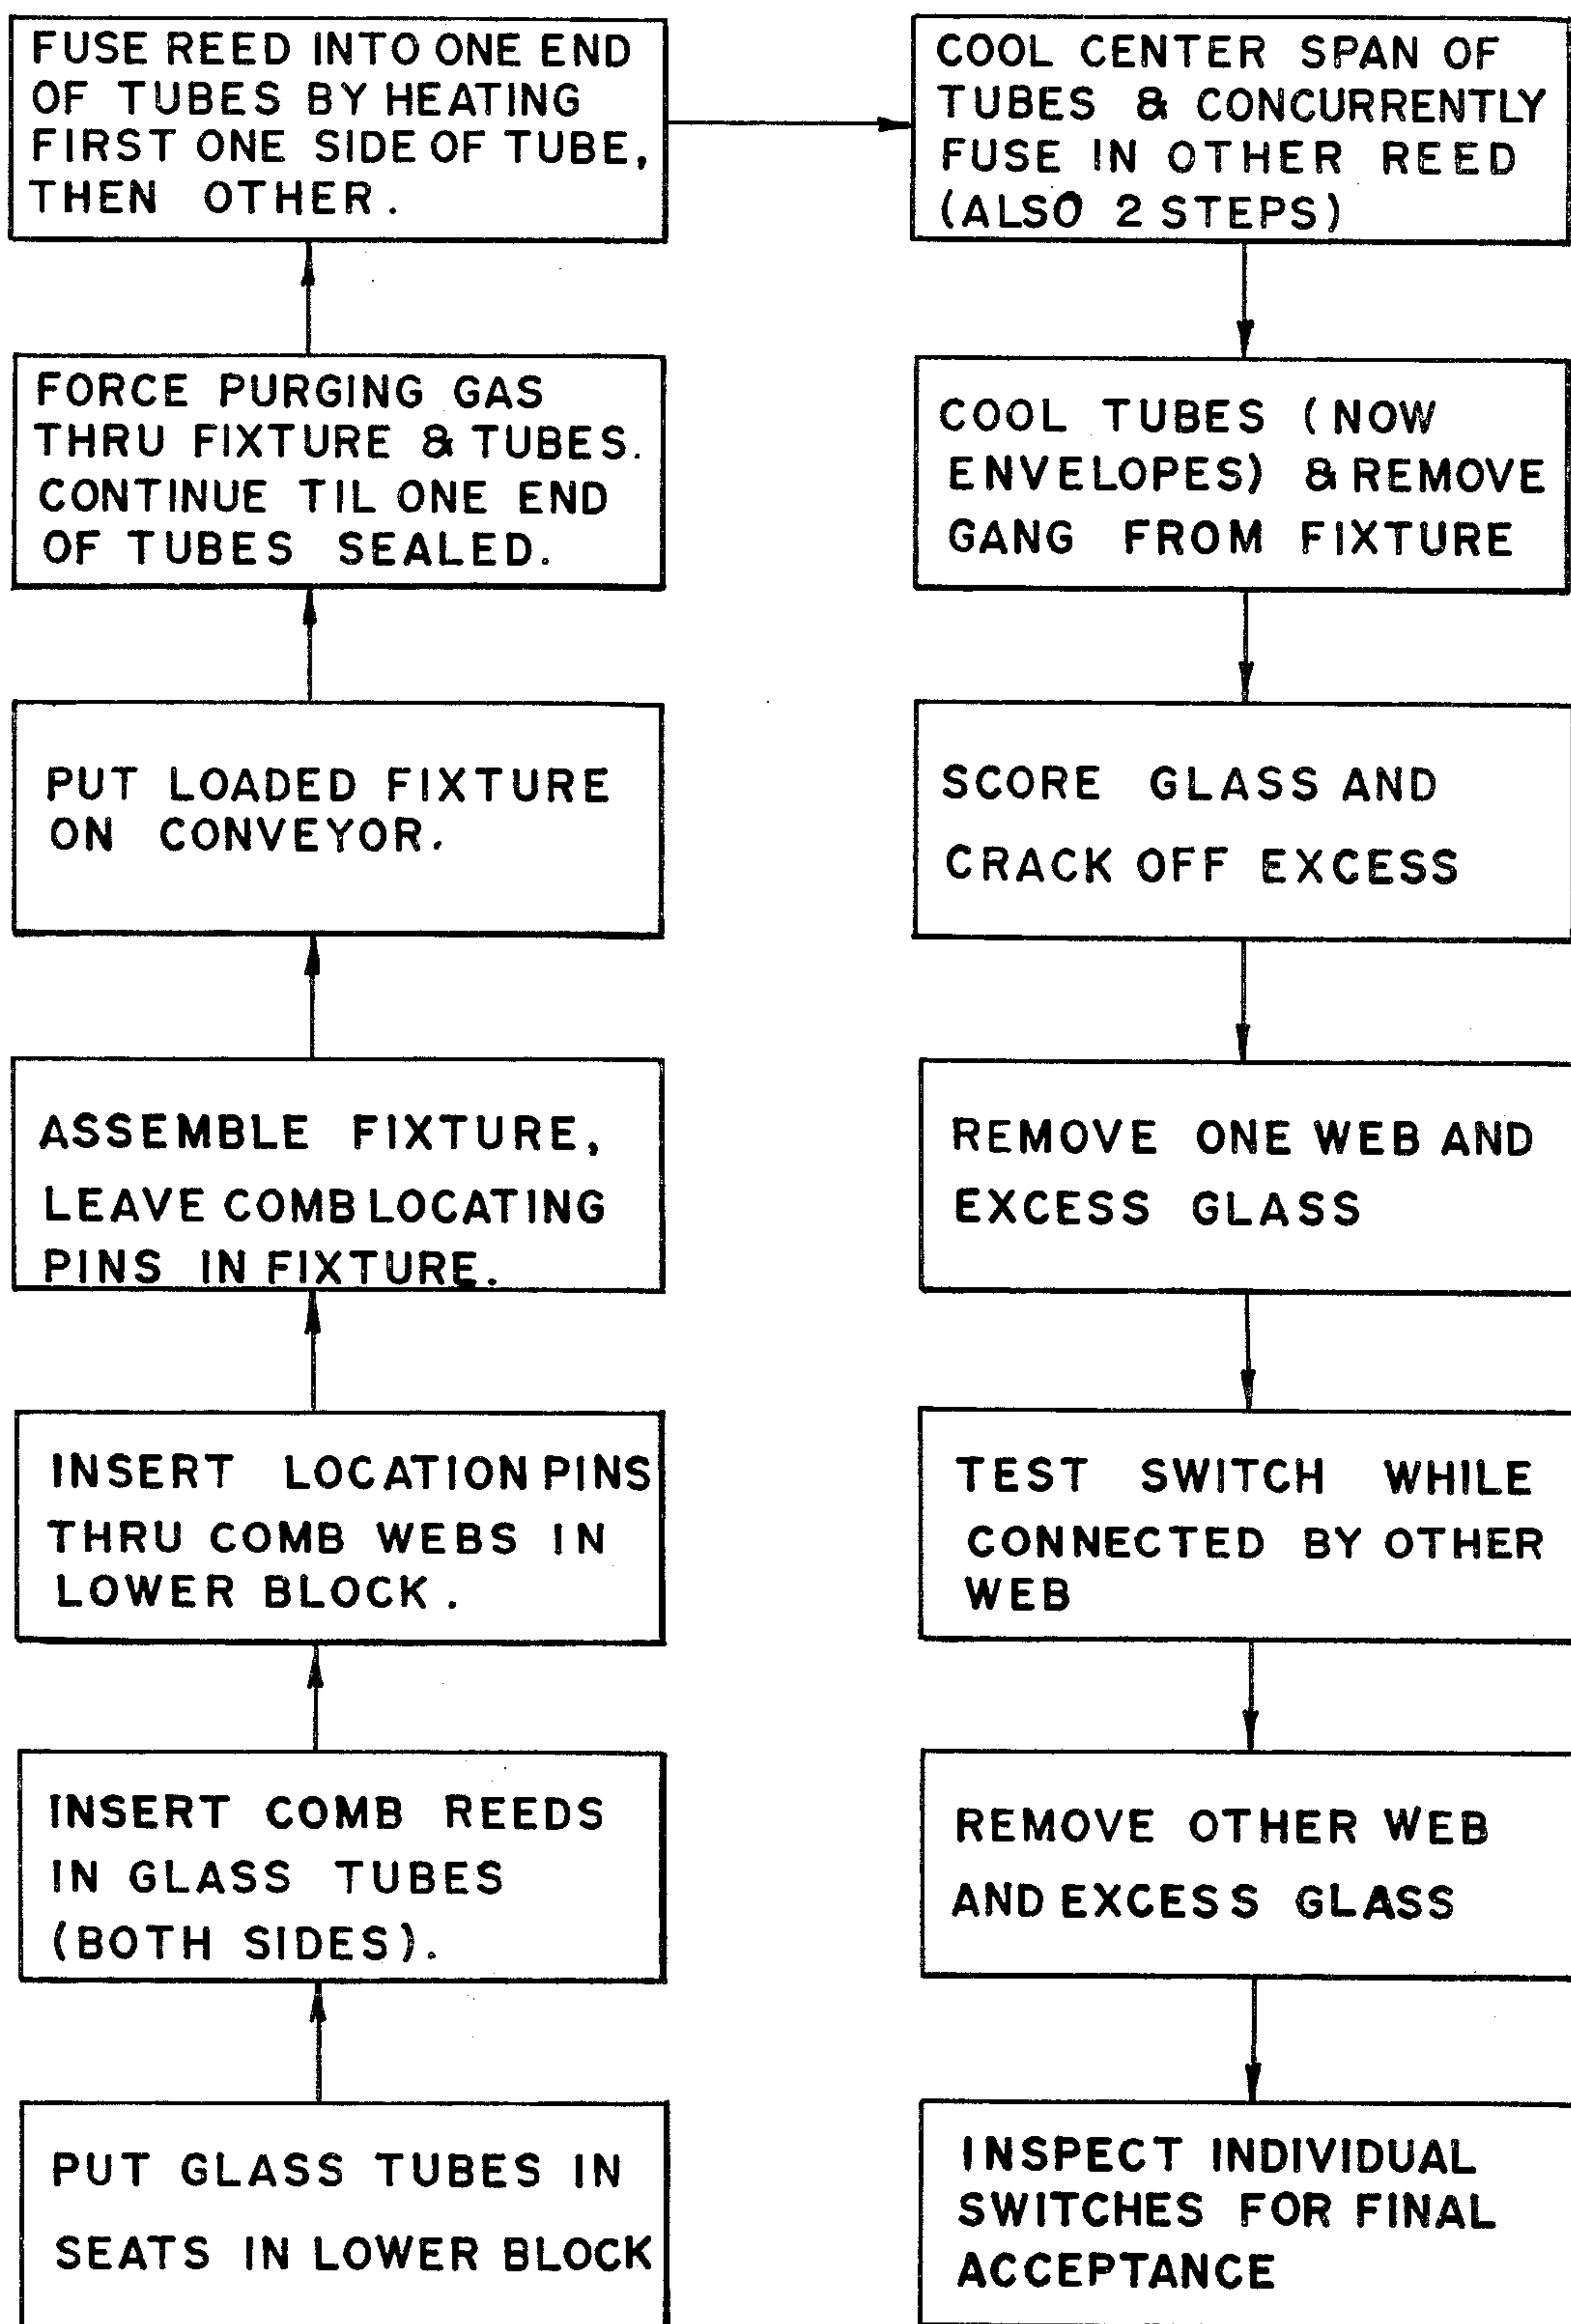 FUSE REED INTO ONE END
OF TUBES BY HEATING
FIRST ONE SIDE OF TUBE,
THEN OTHER.
COOL CENTER SPAN OF
TUBES & CONCURRENTLY
FUSE IN OTHER REED
(ALSO 2 STEPS)
FORCE PURGING GAS
THRU FIXTURE & TUBES.
CONTINUE TIL ONE END
OF TUBES SEALED.
COOL TUBES (NOW
ENVELOPES) & REMOVE
GANG FROM FIXTURE
PUT LOADED FIXTURE
ON CONVEYOR.
SCORE GLASS AND
CRACK OFF EXCESS
ASSEMBLE FIXTURE,
LEAVE COMB LOCATING
PINS IN FIXTURE.
REMOVE ONE WEB AND
EXCESS GLASS
INSERT LOCATION PINS
THRU COMB WEBS IN
LOWER BLOCK.
TEST SWITCH WHILE
CONNECTED BY OTHER
WEB
INSERT COMB REEDS
IN GLASS TUBES
(BOTH SIDES).
REMOVE OTHER WEB
AND EXCESS GLASS
PUT GLASS TUBES IN
SEATS IN LOWER BLOCK
INSPECT INDIVIDUAL
SWITCHES FOR FINAL
ACCEPTANCE